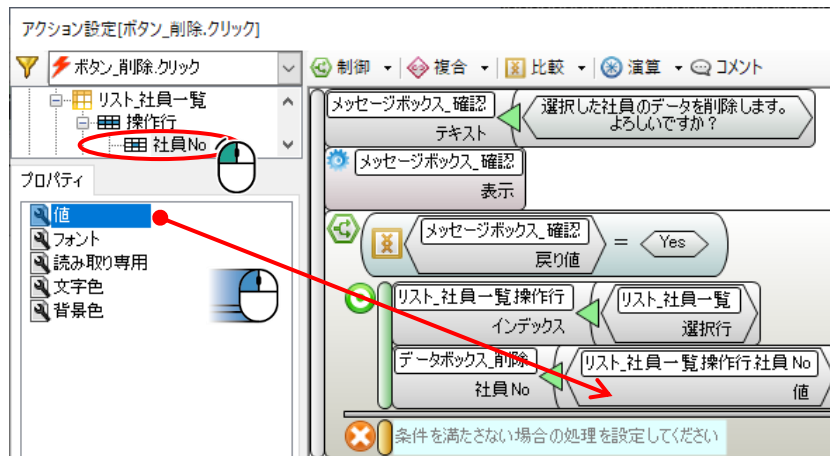 アクション設定[ボタン_削除.クリック]
ボタン_削除.クリック
制御 複合 比較 演算 コメント
リスト_社員一覧
操作行
社員No
プロパティ
値
フォント
読み取り専用
文字色
背景色
メッセージボックス_確認
テキスト
選択した社員のデータを削除します。
よろしいですか？
メッセージボックス_確認
表示
メッセージボックス_確認
戻り値
= Yes
リスト_社員一覧操作行
インデックス
リスト_社員一覧
選択行
データボックス_削除
社員No
リスト_社員一覧操作行.社員No
値
条件を満たさない場合の処理を設定してください